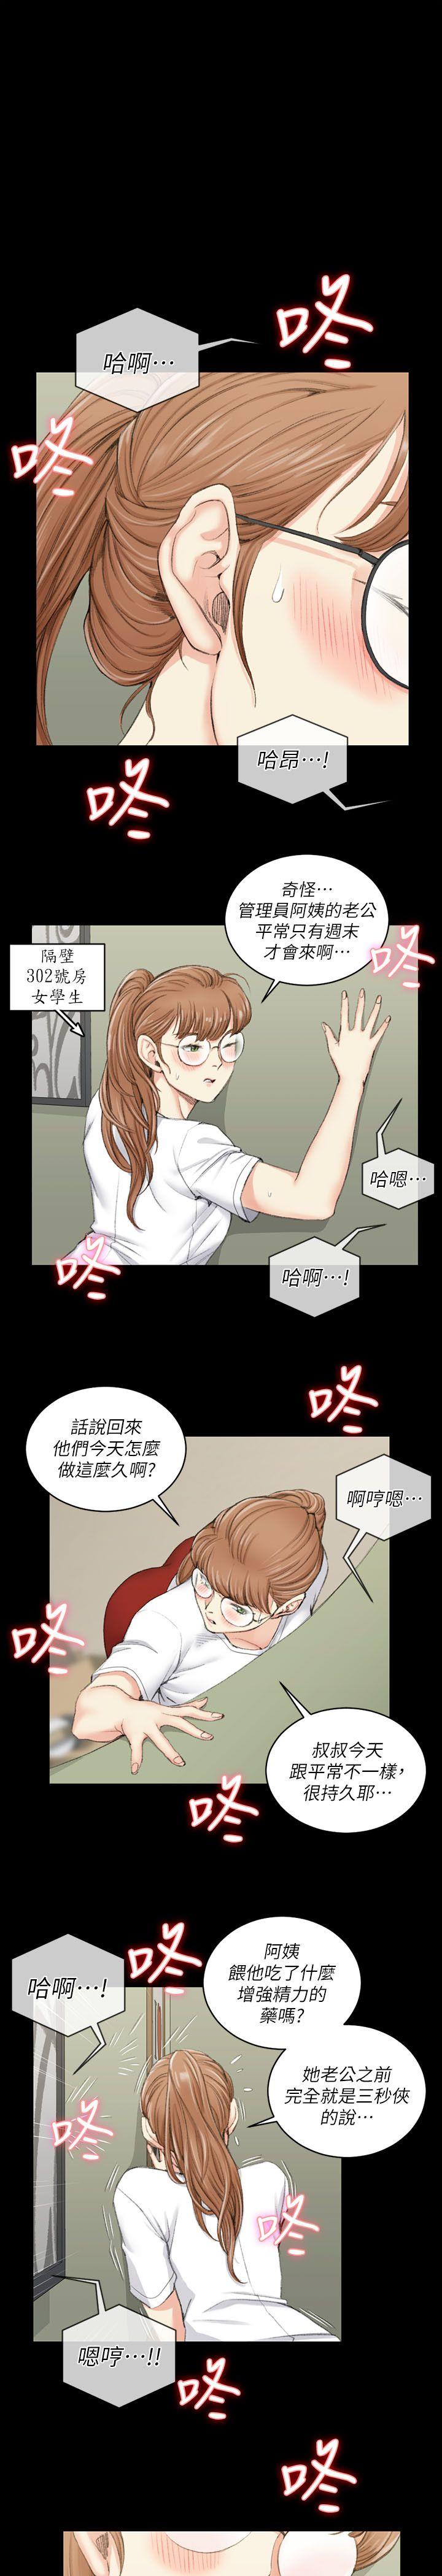 咚
哈啊…
咚
哈昂…!
咚
奇怪…
管理員阿姨的老公
平常只有週末
才會來啊…
咚
隔壁
302號房
女學生
哈嗯…
咚
哈啊…!
咚
話說回來
他們今天怎麼
做這麼久啊?
啊哼嗯…
咚
叔叔今天
跟平常不一樣，
很持久耶…
咚
咚
哈啊…!
阿姨
餵他吃了什麼
增強精力的
藥嗎?
她老公之前
完全就是三秒俠
的說…
咚
咚
嗯哼…!!
咚
咚